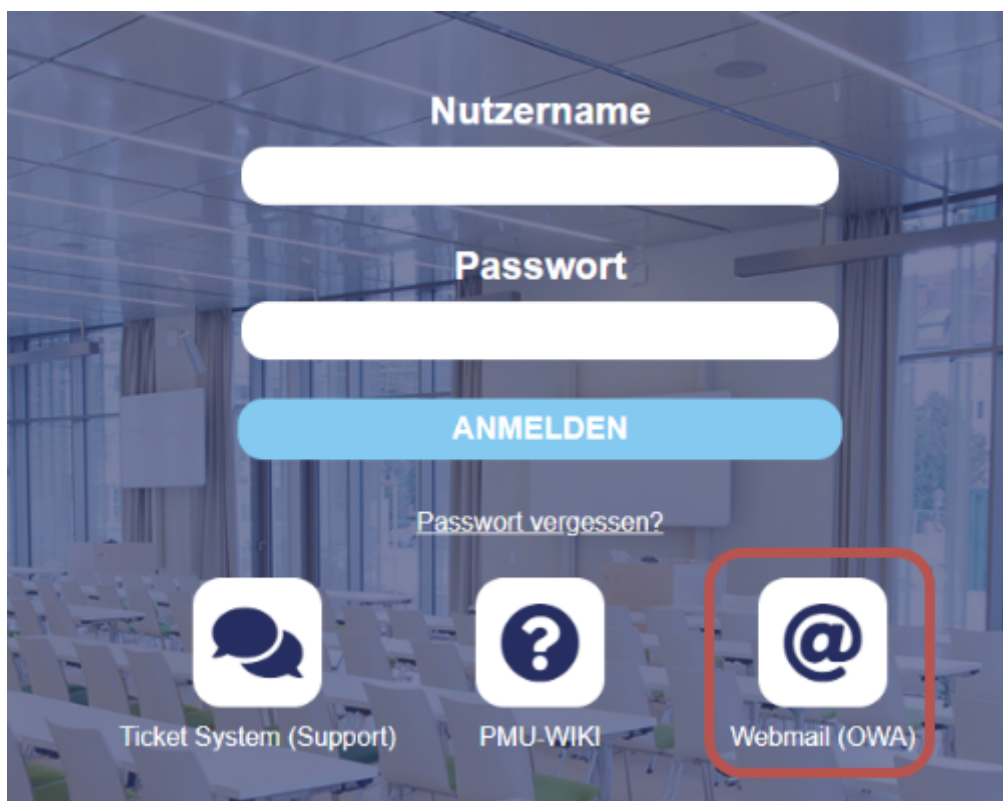 Nutzername
Passwort
ANMELDEN
Passwort vergessen?
Ticket System (Support)
PMU-WIKI
Webmail (OWA)